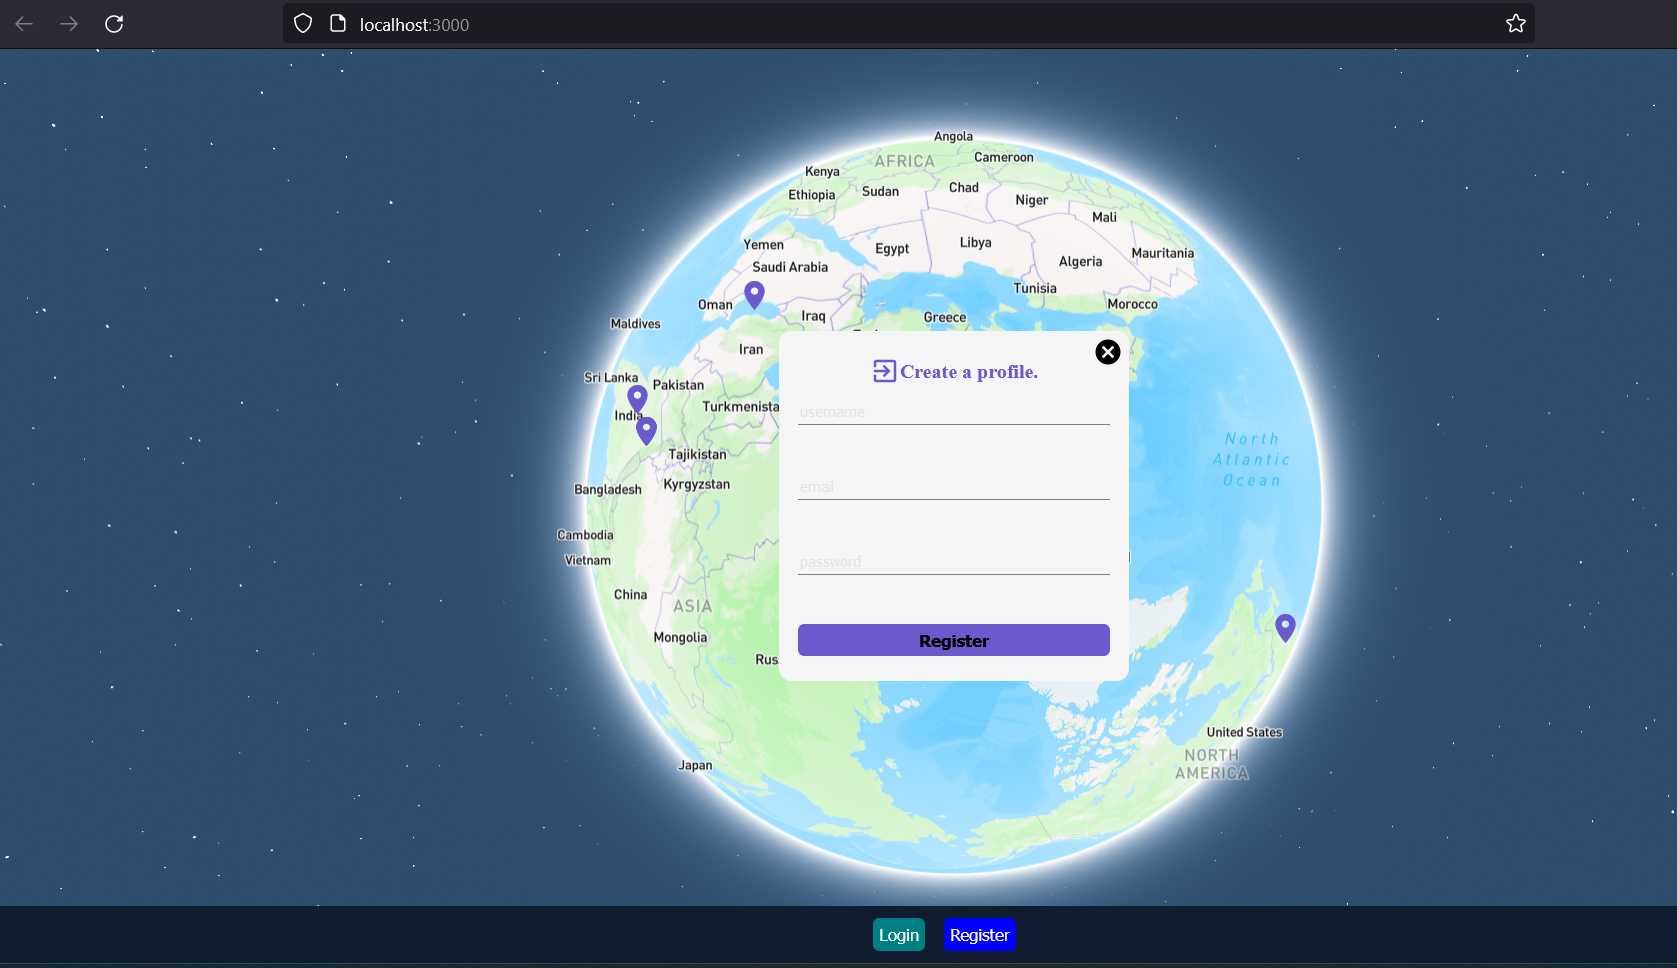 localhost:3000
Angola
AFRICA
Cameroon
Kenya
Ethiopia
Sudan
Chad
Niger
Mali
Yemen
Egypt
Libya
Algeria
Mauritania
Saudi Arabia
Tunisia
Oman
Iraq
Greece
Morocco
Maldives
Iran
Sri Lanka
Pakistan
India
Turkmenista
Tajikistan
Kyrgyzstan
Bangladesh
Cambodia
Vietnam
China
ASIA
Mongolia
Rus
Japan
Create a profile.
username
email
password
Register
North
Atlantic
Ocean
United States
NORTH
AMERICA
Login
Register